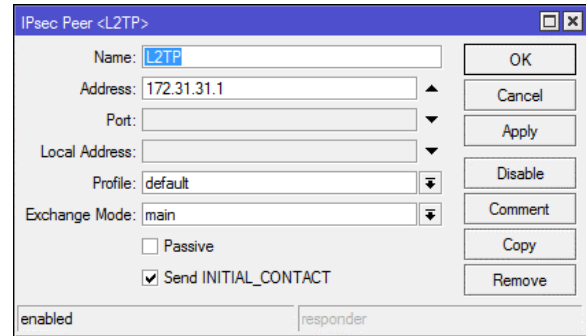 IPsec Peer <L2TP>
Name: L2TP
OK
Address: 172.31.31.1
Cancel
Port:
Apply
Local Address:
Profile: default
Disable
Exchange Mode: main
Comment
Passive
Copy
Send INITIAL_CONTACT
Remove
enabled
responder